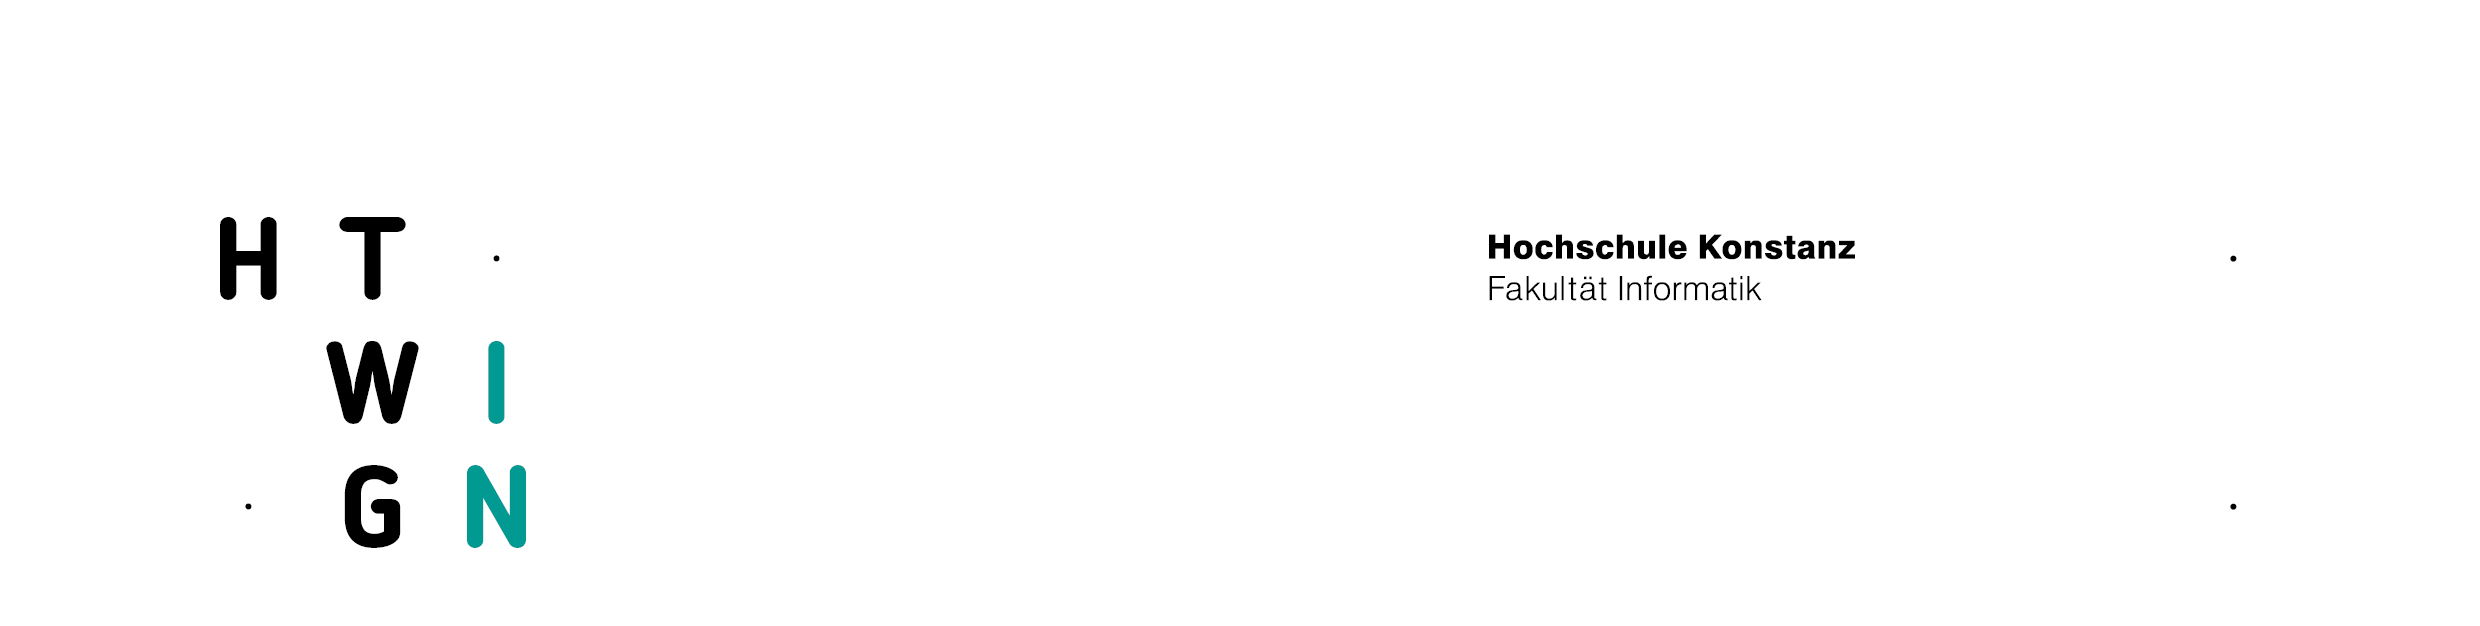 H T
W I
G N
Hochschule Konstanz
Fakultät Informatik